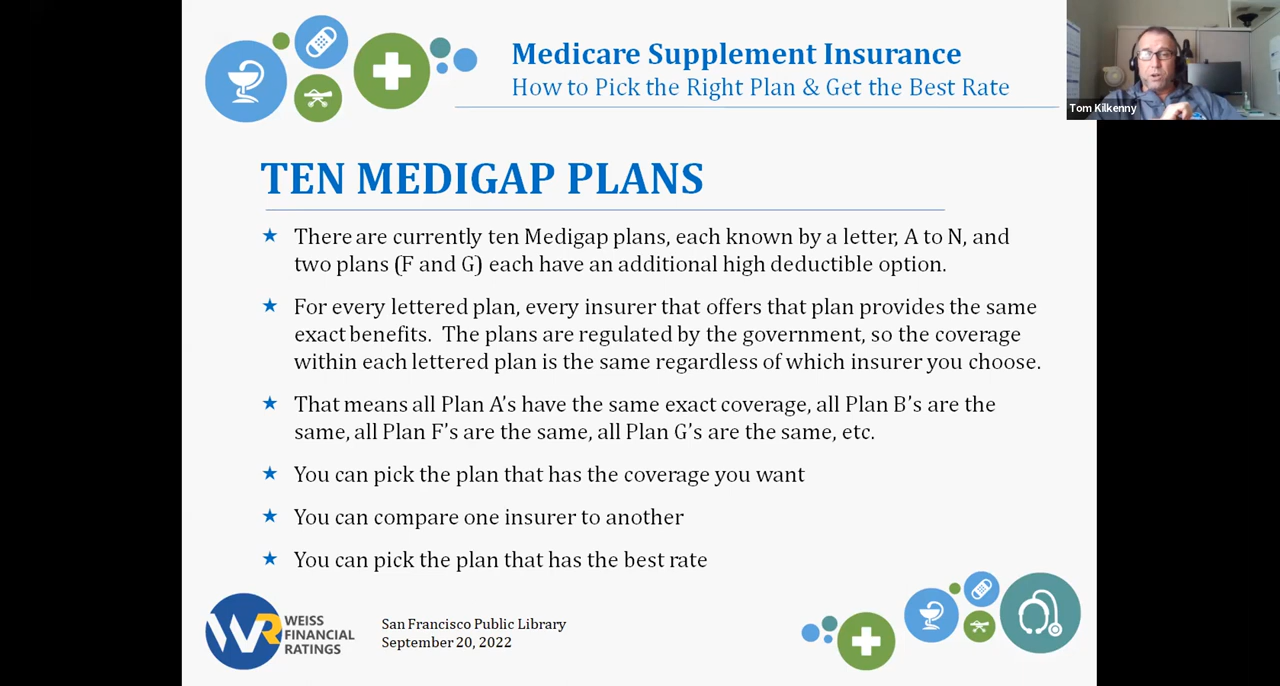 Medicare Supplement Insurance
How to Pick the Right Plan & Get the Best Rate
Tom Kilkenny
TEN MEDIGAP PLANS
★ There are currently ten Medigap plans, each known by a letter, A to N, and
two plans (F and G) each have an additional high deductible option.
★ For every lettered plan, every insurer that offers that plan provides the same
exact benefits. The plans are regulated by the government, so the coverage
within each lettered plan is the same regardless of which insurer you choose.
★ That means all Plan A's have the same exact coverage, all Plan B's are the
same, all Plan F's are the same, all Plan G's are the same, etc.
★ You can pick the plan that has the coverage you want
★ You can compare one insurer to another
★ You can pick the plan that has the best rate
WR
WEISS
FINANCIAL
RATINGS
San Francisco Public Library
September 20, 2022